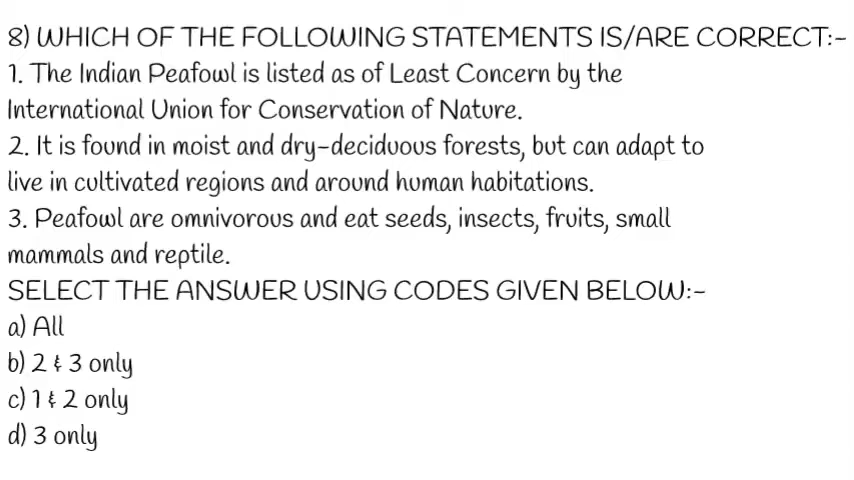 8) WHICH OF THE FOLLOWING STATEMENTS IS/ARE CORRECT:-
1. The Indian Peafowl is listed as of Least Concern by the
International Union for Conservation of Nature.
2. It is found in moist and dry-deciduous forests, but can adapt to
live in cultivated regions and around human habitations.
3. Peafowl are omnivorous and eat seeds, insects, fruits, small
mammals and reptile.
SELECT THE ANSWER USING CODES GIVEN BELOW:-
a) All
b) 2 & 3 only
c) 1 & 2 only
d) 3 only